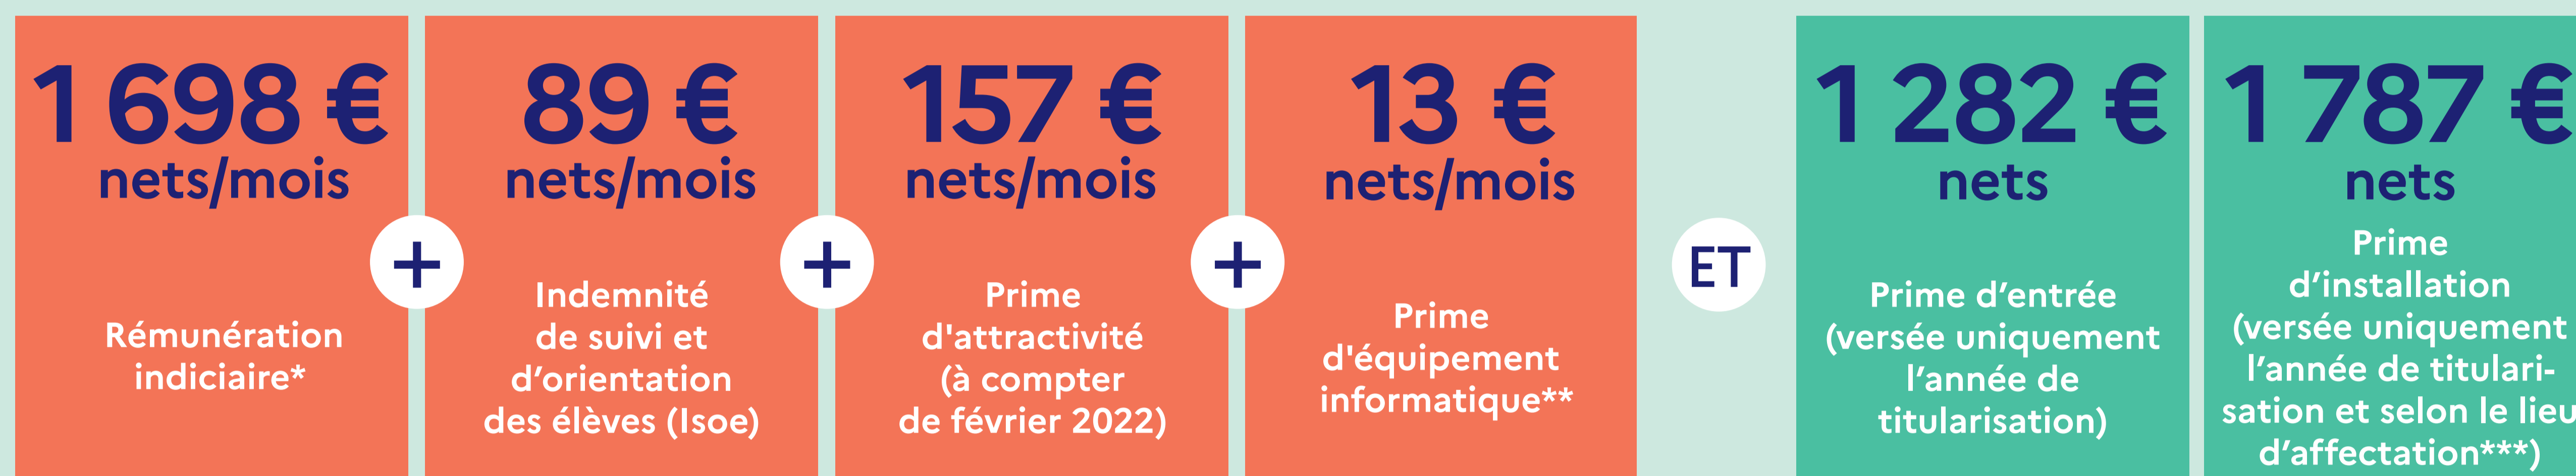 1 698 €
nets/mois
Rémunération
indiciaire*
+
89 €
nets/mois
Indemnité
de suivi et
d’orientation
des élèves (Isoe)
+
157 €
nets/mois
Prime
d'attractivité
(à compter
de février 2022)
+
13 €
nets/mois
Prime
d'équipement
informatique**
ET
1 282 €
nets
Prime d’entrée
(versée uniquement
l’année de
titularisation)
1 787 €
nets
Prime
d’installation
(versée uniquement
l’année de titulari-
sation et selon le lieu
d’affectation***)